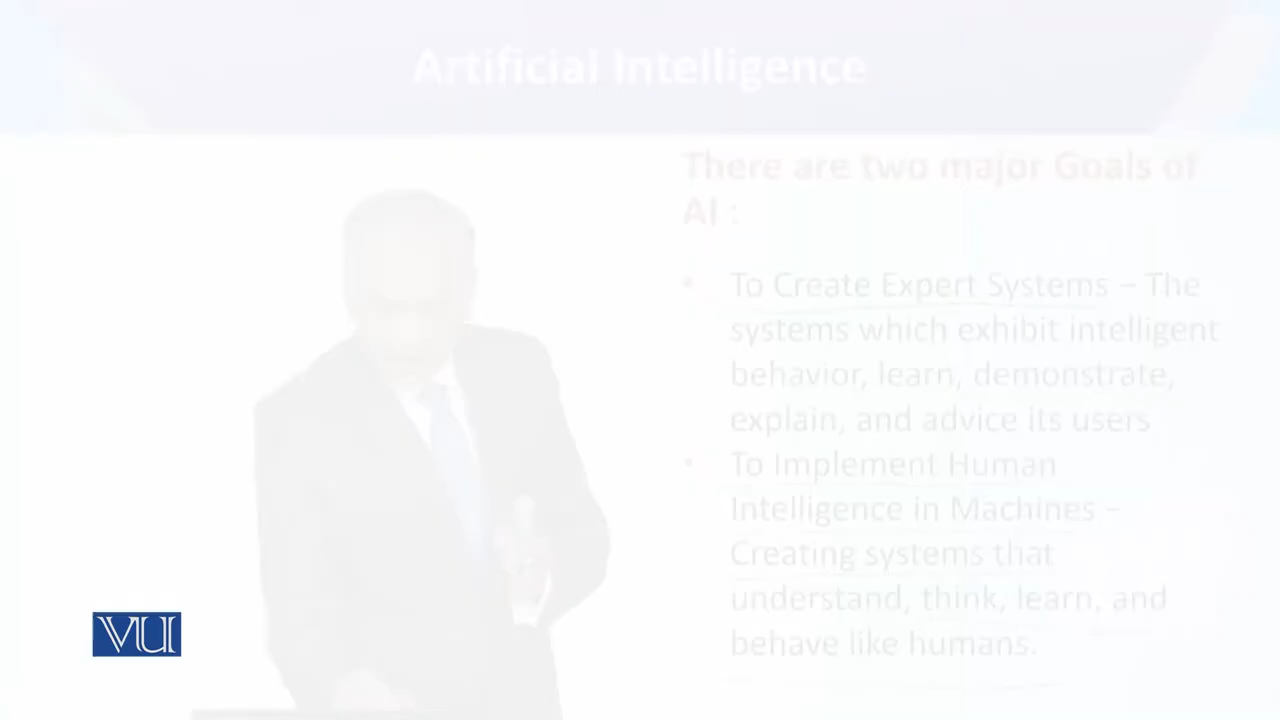 Artificial Intelligence
There are two major Goals of
AI :
• To Create Expert Systems – The
systems which exhibit intelligent
behavior, learn, demonstrate,
explain, and advice its users
• To Implement Human
Intelligence in Machines –
Creating systems that
understand, think, learn, and
behave like humans.
VU